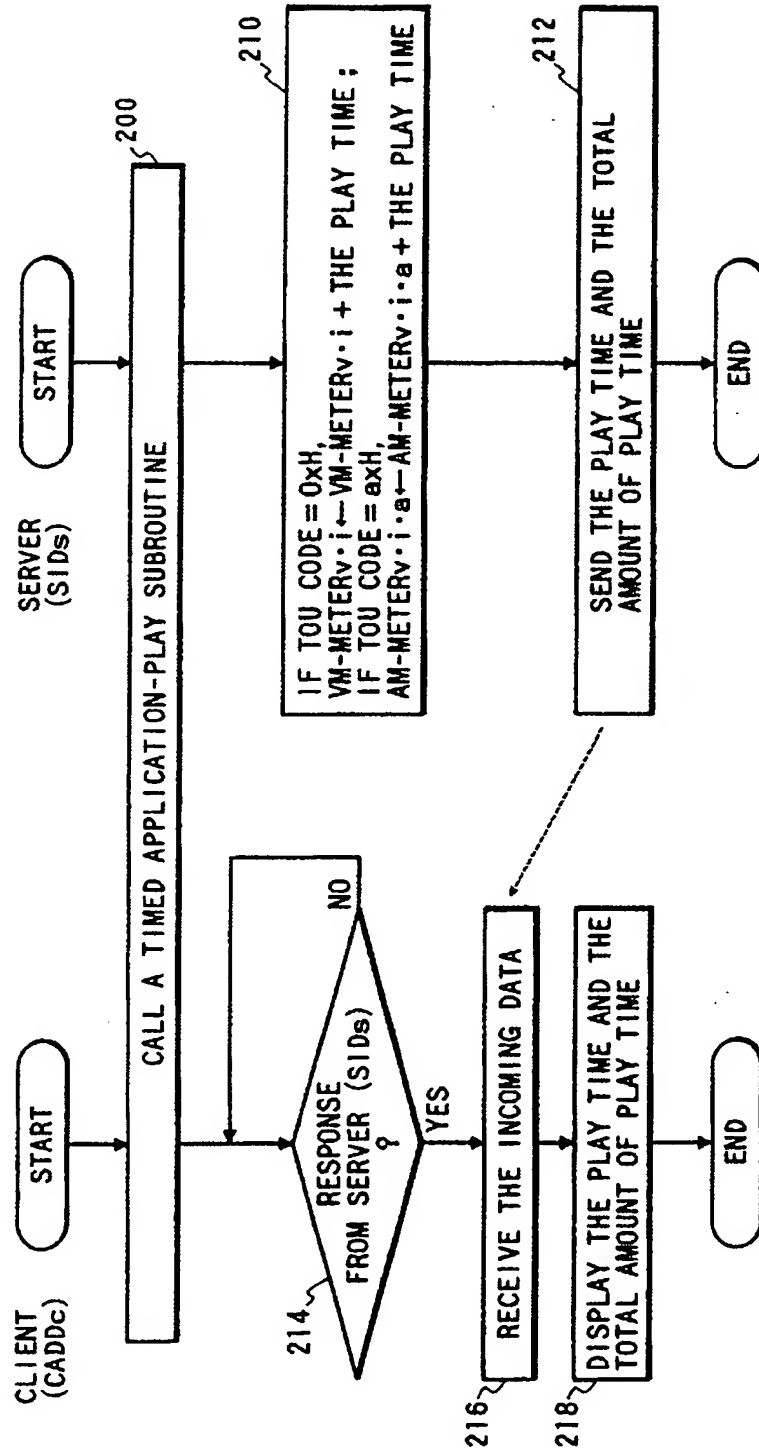 CLIENT
(CADDc)
START
SERVER
(SIDs)
START
200
CALL A TIMED APPLICATION-PLAY SUBROUTINE
210
IF TOU CODE=0xH,
VM-METERv·i←VM-METERv·i+THE PLAY TIME;
IF TOU CODE=axH,
AM-METERv·i·a←AM-METERv·i·a+THE PLAY TIME
212
SEND THE PLAY TIME AND THE TOTAL
AMOUNT OF PLAY TIME
END
214
RESPONSE
FROM SERVER (SIDs)
?
NO
YES
216
RECEIVE THE INCOMING DATA
218
DISPLAY THE PLAY TIME AND THE
TOTAL AMOUNT OF PLAY TIME
END